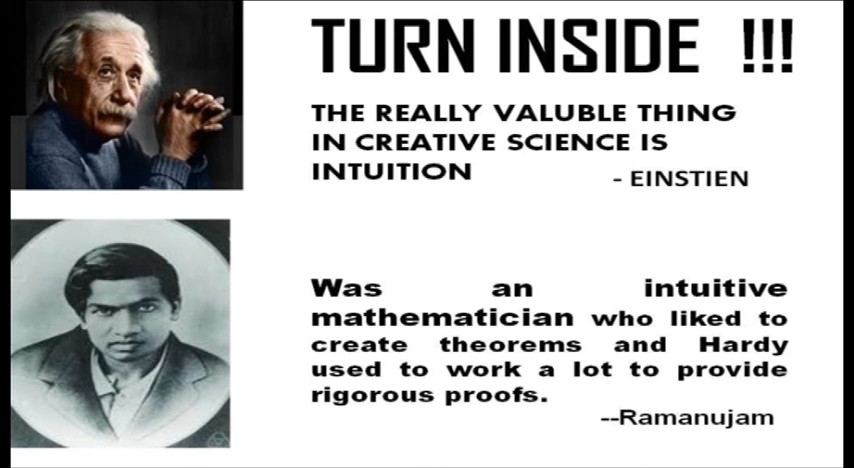 TURN INSIDE !!!
THE REALLY VALUBLE THING
IN CREATIVE SCIENCE IS
INTUITION
- EINSTIEN
Was an intuitive
mathematician who liked to
create theorems and Hardy
used to work a lot to provide
rigorous proofs.
--Ramanujam